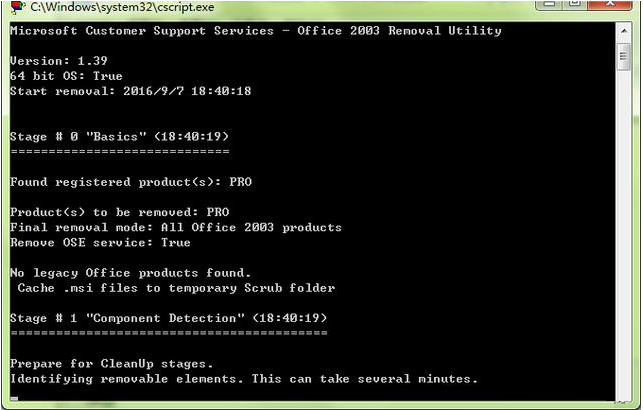 C:\Windows\system32\cscript.exe
Microsoft Customer Support Services - Office 2003 Removal Utility
Version: 1.39
64 bit OS: True
Start removal: 2016/9/7 18:40:18
Stage # 0 "Basics" (18:40:19)
=============================
Found registered product(s): PRO
Product(s) to be removed: PRO
Final removal mode: All Office 2003 products
Remove OSE service: True
No legacy Office products found.
Cache .msi files to temporary Scrub folder
Stage # 1 "Component Detection" (18:40:19)
==========================================
Prepare for CleanUp stages.
Identifying removable elements. This can take several minutes.